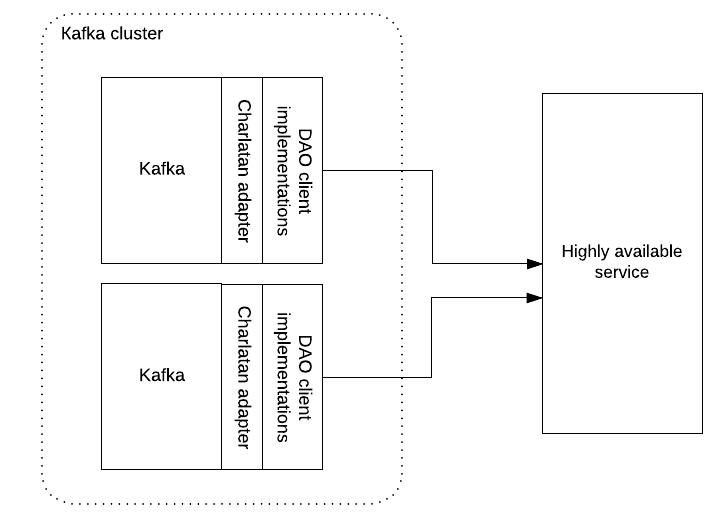 Kafka cluster
Kafka
Charlatan adapter
DAO client
implementations
Kafka
Charlatan adapter
DAO client
implementations
Highly available
service